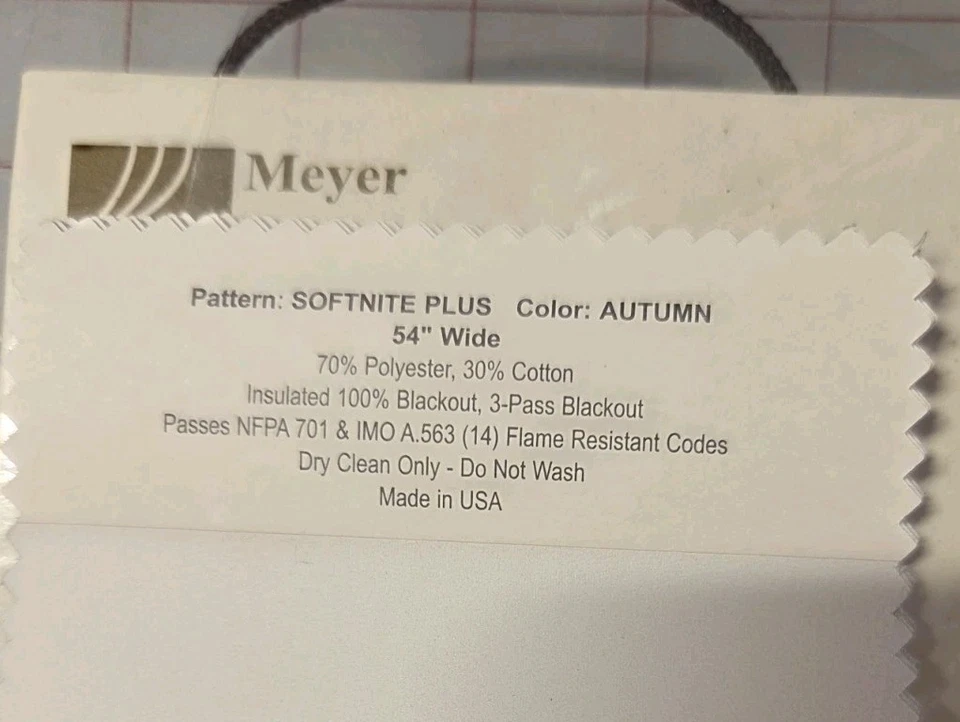 Meyer
Pattern: SOFTNITE PLUS Color: AUTUMN
54" Wide
70% Polyester, 30% Cotton
Insulated 100% Blackout, 3-Pass Blackout
Passes NFPA 701 & IMO A.563 (14) Flame Resistant Codes
Dry Clean Only - Do Not Wash
Made in USA